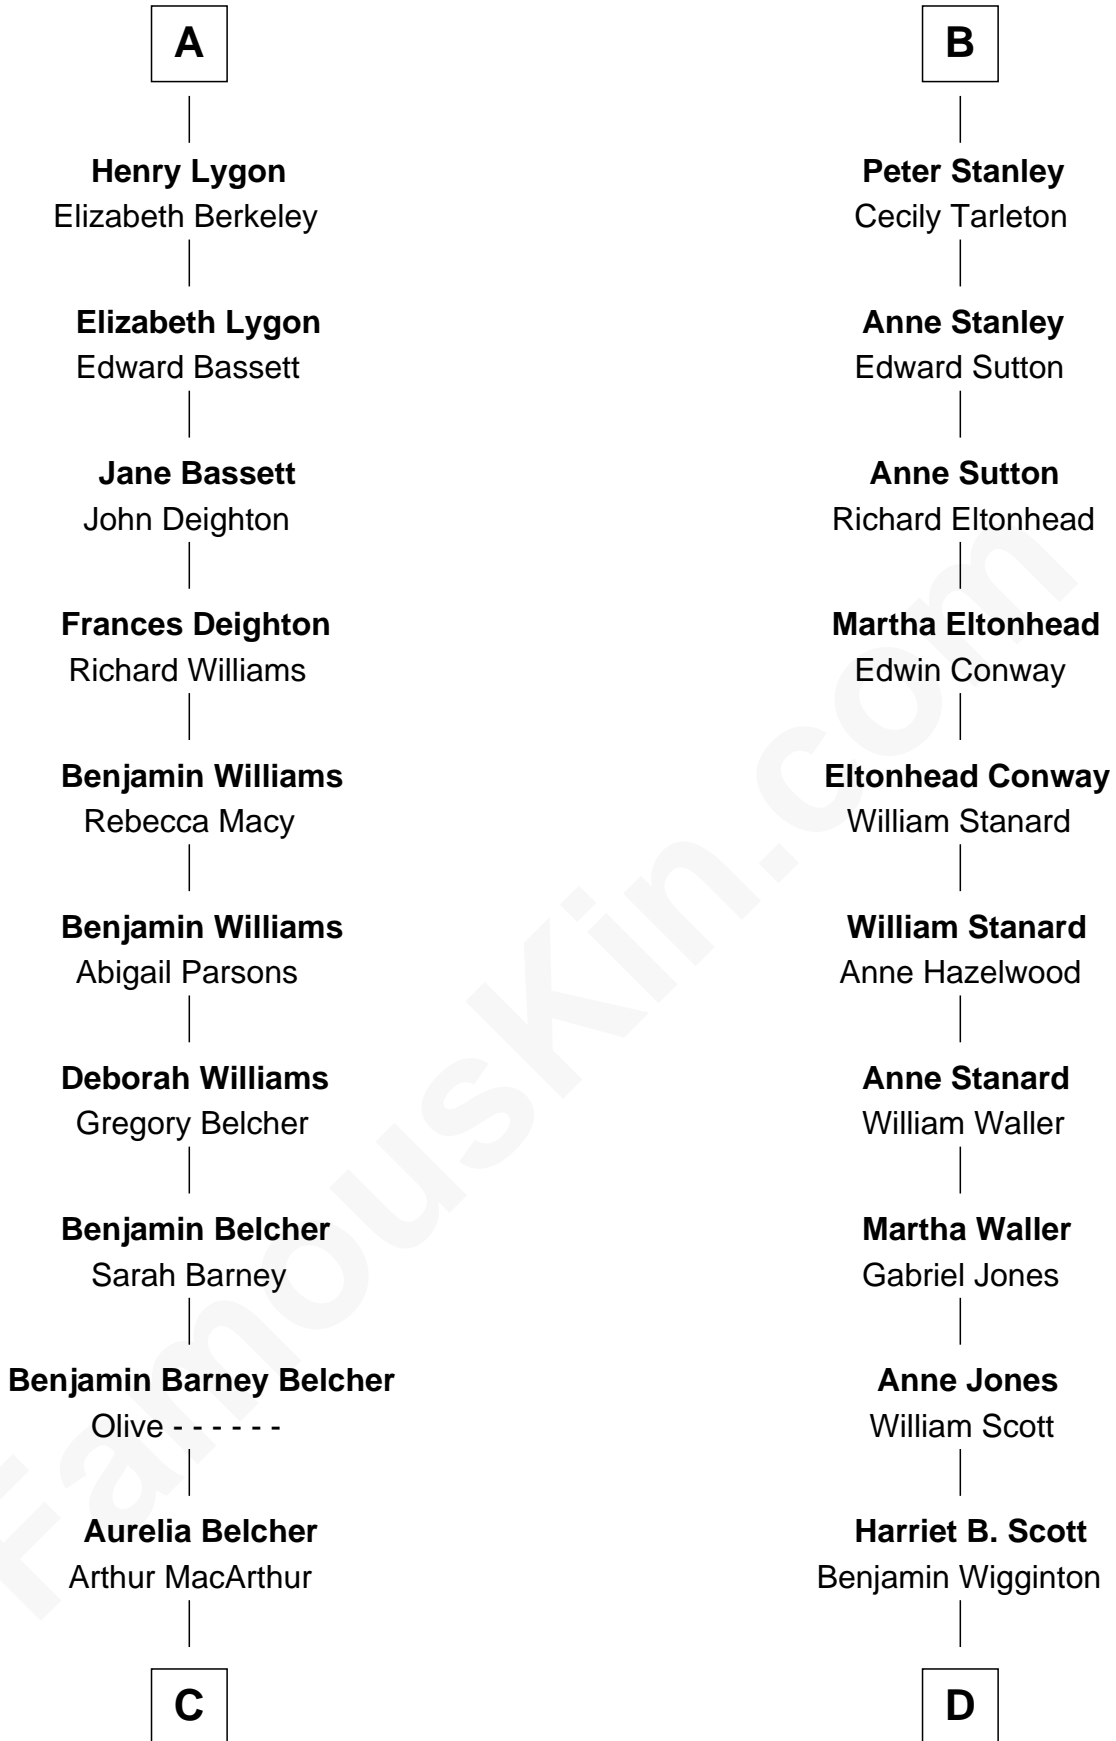 A
Henry Lygon
Elizabeth Berkeley
Elizabeth Lygon
Edward Bassett
Jane Bassett
John Deighton
Frances Deighton
Richard Williams
Benjamin Williams
Rebecca Macy
Benjamin Williams
Abigail Parsons
Deborah Williams
Gregory Belcher
Benjamin Belcher
Sarah Barney
Benjamin Barney Belcher
Olive - - - - - -
Aurelia Belcher
Arthur MacArthur
C
B
Peter Stanley
Cecily Tarleton
Anne Stanley
Edward Sutton
Anne Sutton
Richard Eltonhead
Martha Eltonhead
Edwin Conway
Eltonhead Conway
William Stanard
William Stanard
Anne Hazelwood
Anne Stanard
William Waller
Martha Waller
Gabriel Jones
Anne Jones
William Scott
Harriet B. Scott
Benjamin Wigginton
D
FamousKin.com